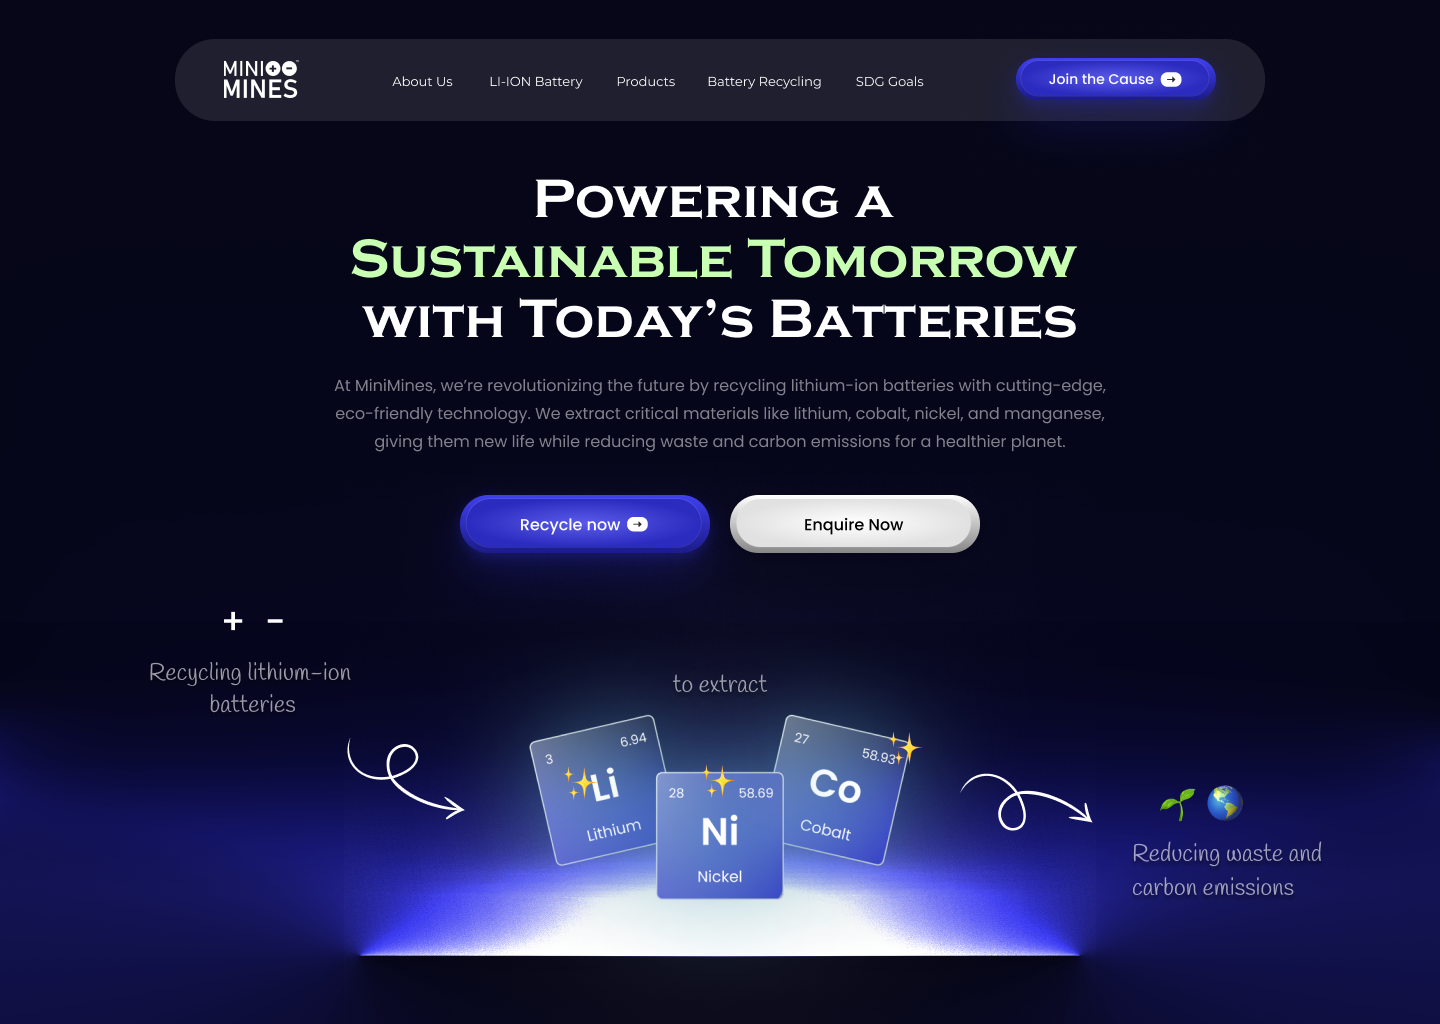 MINI
MINES
About Us
LI-ION Battery
Products
Battery Recycling
SDG Goals
Join the Cause
Powering a
Sustainable Tomorrow
with Today’s Batteries
At MiniMines, we’re revolutionizing the future by recycling lithium-ion batteries with cutting-edge,
eco-friendly technology. We extract critical materials like lithium, cobalt, nickel, and manganese,
giving them new life while reducing waste and carbon emissions for a healthier planet.
Recycle now
Enquire Now
+ −
Recycling lithium-ion
batteries
to extract
3
6.94
Li
Lithium
28
58.69
Ni
Nickel
27
58.93
Co
Cobalt
Reducing waste and
carbon emissions